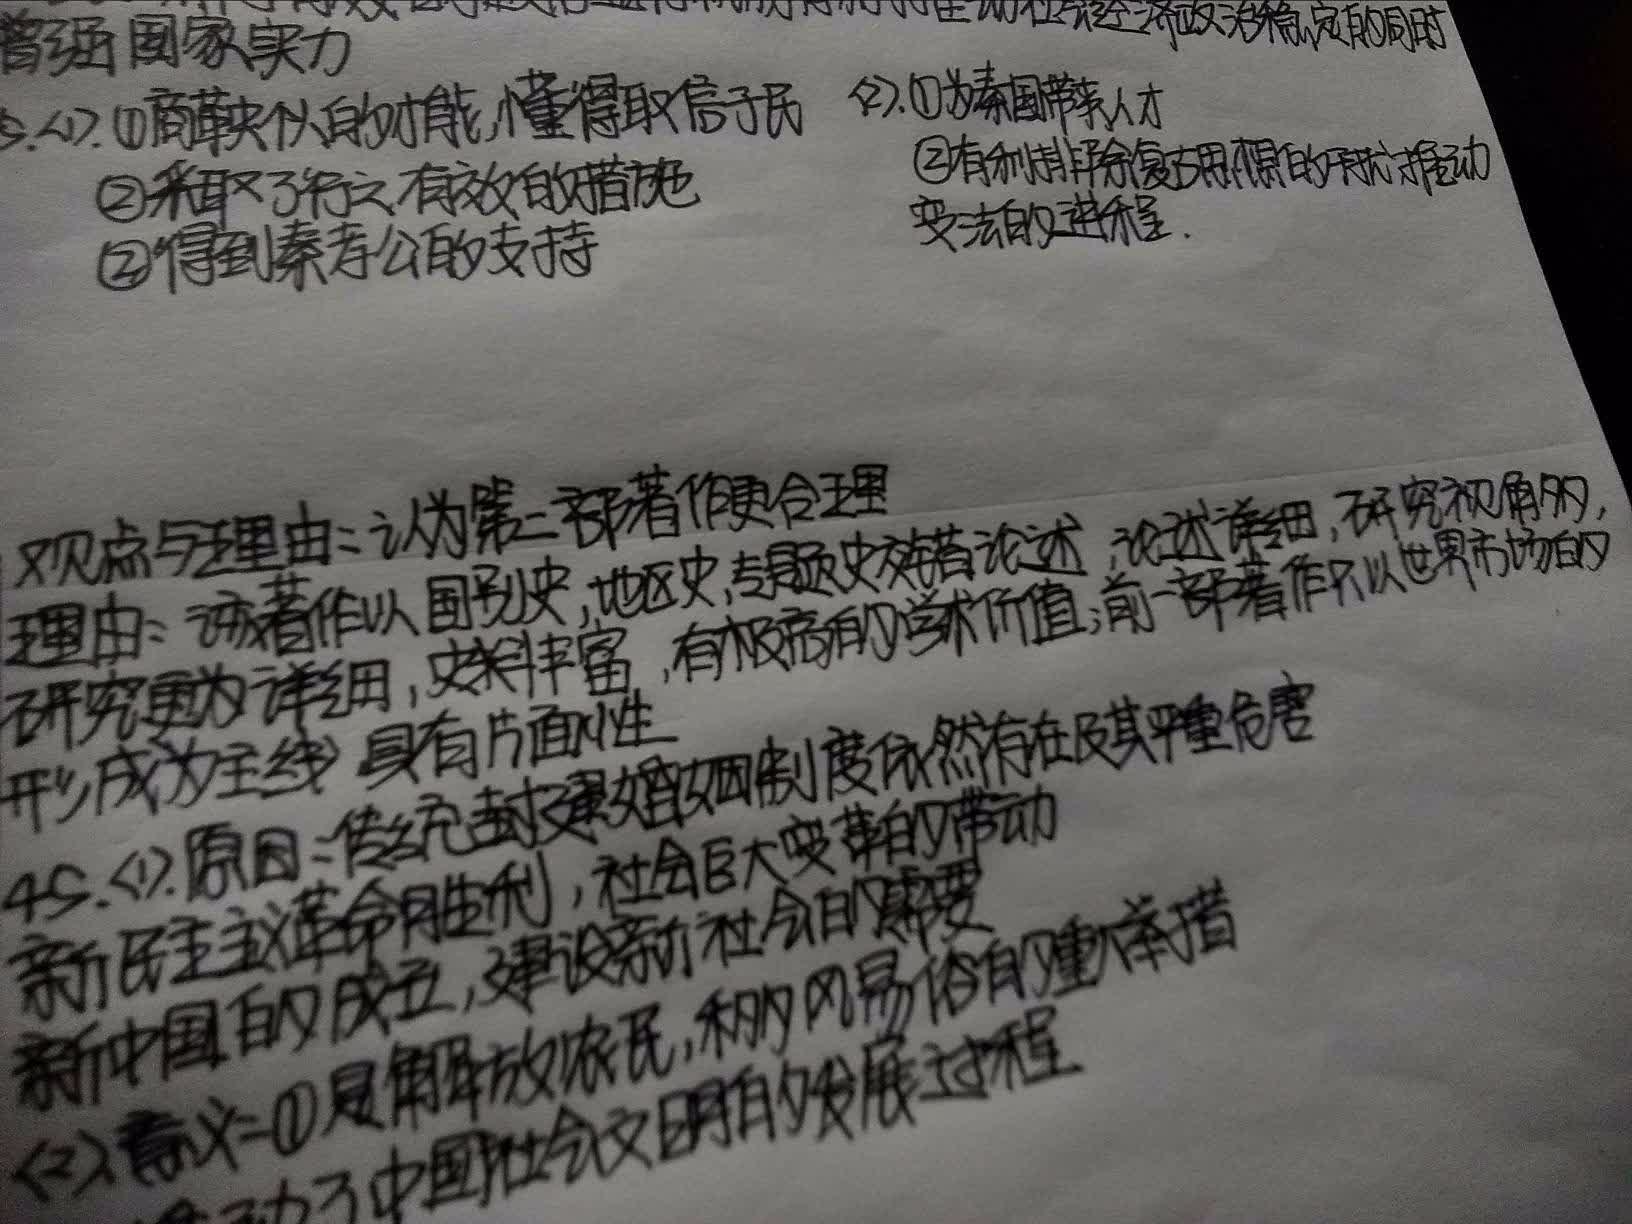 在动社会经济政治稳定的同时
增强国家实力
(1).①商鞅个人的才能,懂得取信于民
②采取了行之有效的措施
②得到秦孝公的支持
(2).①为秦国带来人才
②有利排除复古思想的干扰,推动
变法的进程.
观点与理由:认为第二部著作更合理
理由:该著作以国别史,地区史,专题史来著论述,论述详细,研究视角多,
研究更为详细,史料丰富,有极高的学术价值;前一部著作只以世界市场的
形成为主线,具有片面性
45.(1).原因:传统封建婚姻制度依然存在及其严重危害
新民主主义革命胜利,社会巨大变革的带动
新中国的成立,建设新社会的需要
(2)意义:①是解放农民,移风易俗的重大举措
动了中国社会文明的发展过程